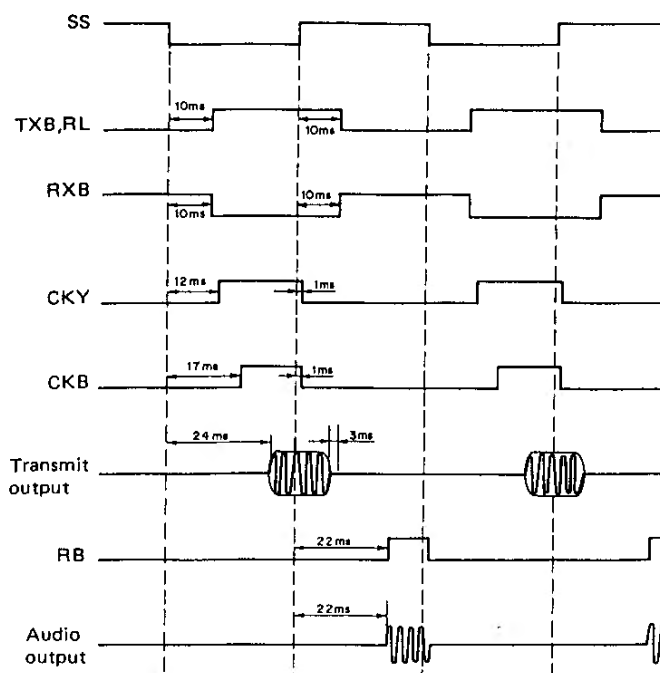 SS
10ms
TXB,RL
10ms
10ms
RXB
10ms
12ms
1ms
CKY
17ms
1ms
CKB
24ms
3ms
Transmit
output
22ms
RB
22ms
Audio
output